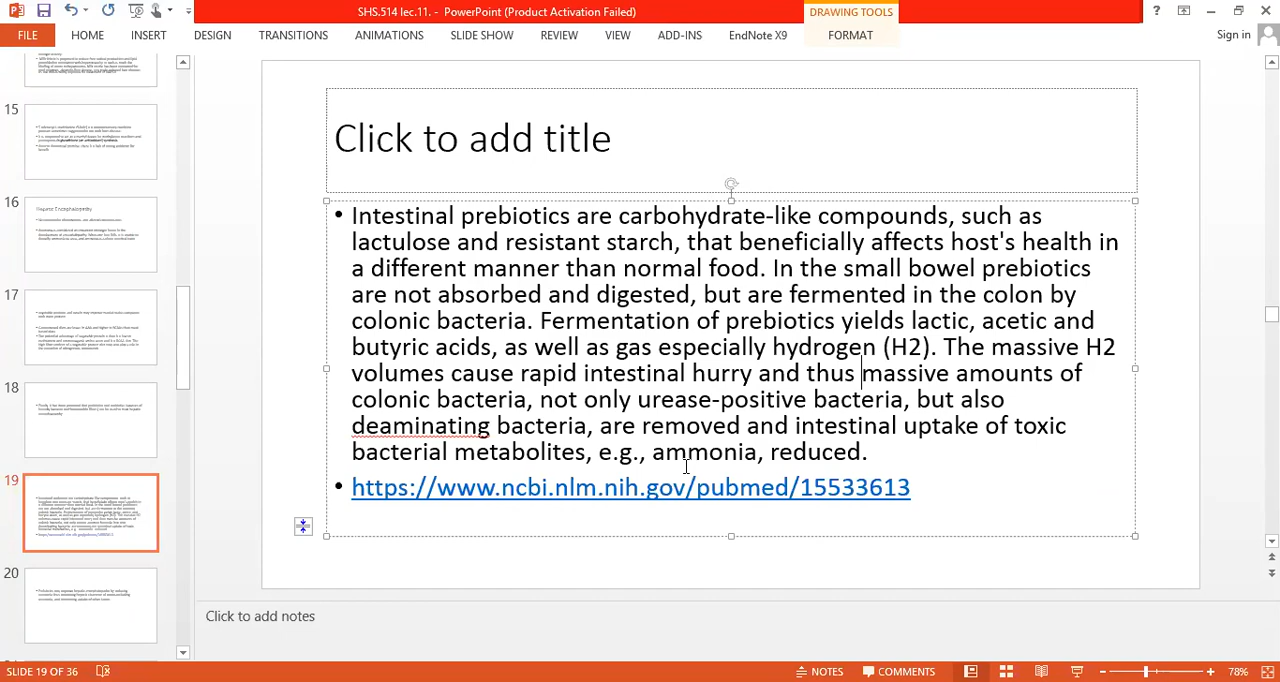 SHS.514 lec.11. - PowerPoint (Product Activation Failed)
DRAWING TOOLS
FILE HOME INSERT DESIGN TRANSITIONS ANIMATIONS SLIDE SHOW REVIEW VIEW ADD-INS EndNote X9 FORMAT Sign in
15
16
Hepatic Encephalopathy
17
18
19
20
Click to add title
• Intestinal prebiotics are carbohydrate-like compounds, such as
lactulose and resistant starch, that beneficially affects host's health in
a different manner than normal food. In the small bowel prebiotics
are not absorbed and digested, but are fermented in the colon by
colonic bacteria. Fermentation of prebiotics yields lactic, acetic and
butyric acids, as well as gas especially hydrogen (H2). The massive H2
volumes cause rapid intestinal hurry and thus massive amounts of
colonic bacteria, not only urease-positive bacteria, but also
deaminating bacteria, are removed and intestinal uptake of toxic
bacterial metabolites, e.g., ammonia, reduced.
• https://www.ncbi.nlm.nih.gov/pubmed/15533613
Click to add notes
SLIDE 19 OF 36 NOTES COMMENTS 78%